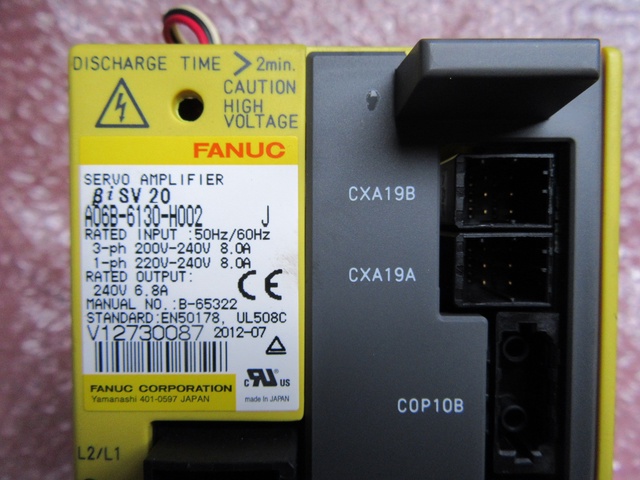 DISCHARGE TIME >2min.
CAUTION
HIGH
VOLTAGE
FANUC
SERVO AMPLIFIER
βi SV 20
A06B-6130-H002 J
RATED INPUT :50Hz/60Hz
3-ph 200V-240V 8.0A
1-ph 220V-240V 8.0A
RATED OUTPUT:
240V 6.8A
CE
MANUAL NO.:B-65322
STANDARD:EN50178, UL508C
V12730087 2012-07
c RU US
FANUC CORPORATION
Yamanashi 401-0597 JAPAN
made in JAPAN
L2/L1
CXA19B
CXA19A
COP10B